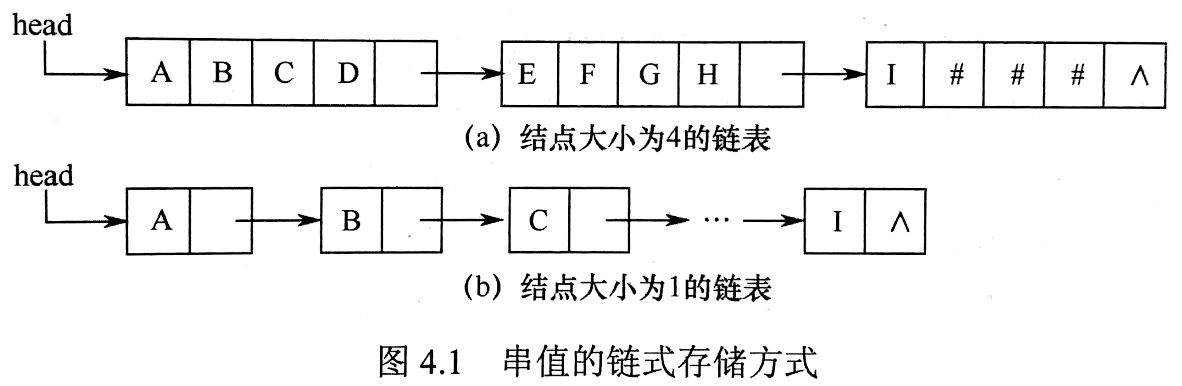 head
A B C D E F G H I # # # ∧
(a) 结点大小为4的链表
head
A B C … I ∧
(b) 结点大小为1的链表
图 4.1 串值的链式存储方式